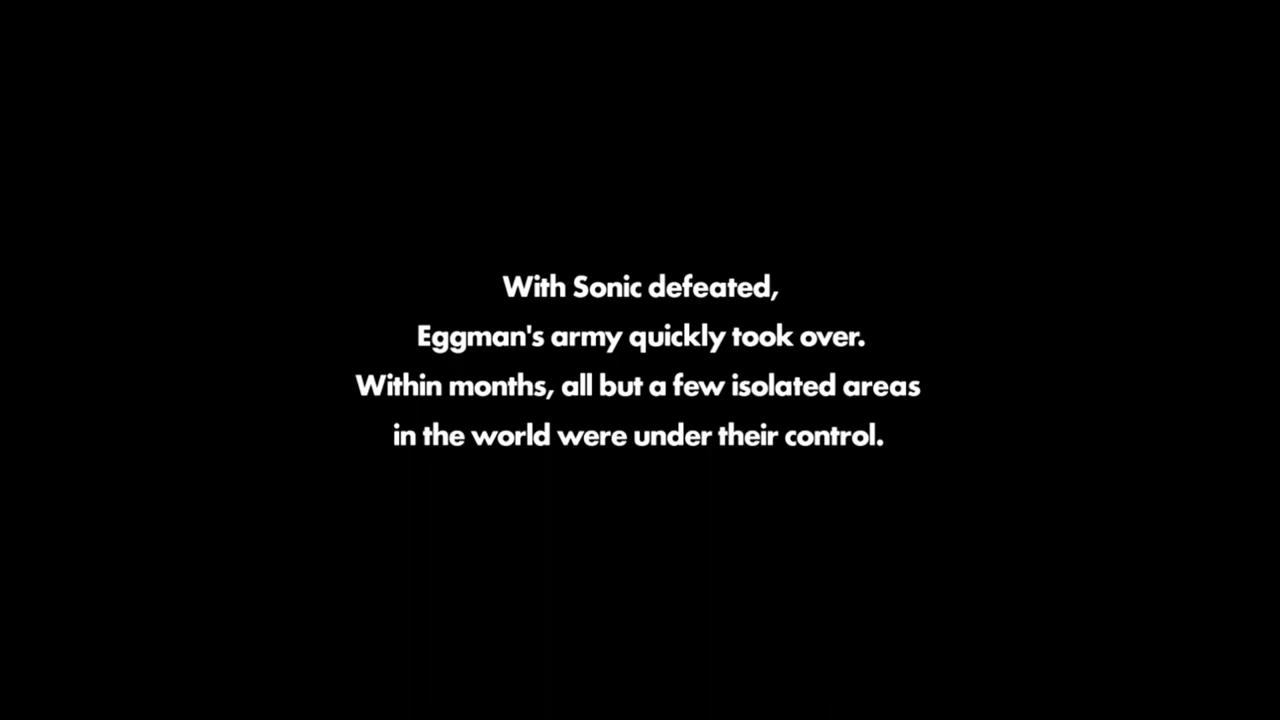 With Sonic defeated,
Eggman's army quickly took over.
Within months, all but a few isolated areas
in the world were under their control.